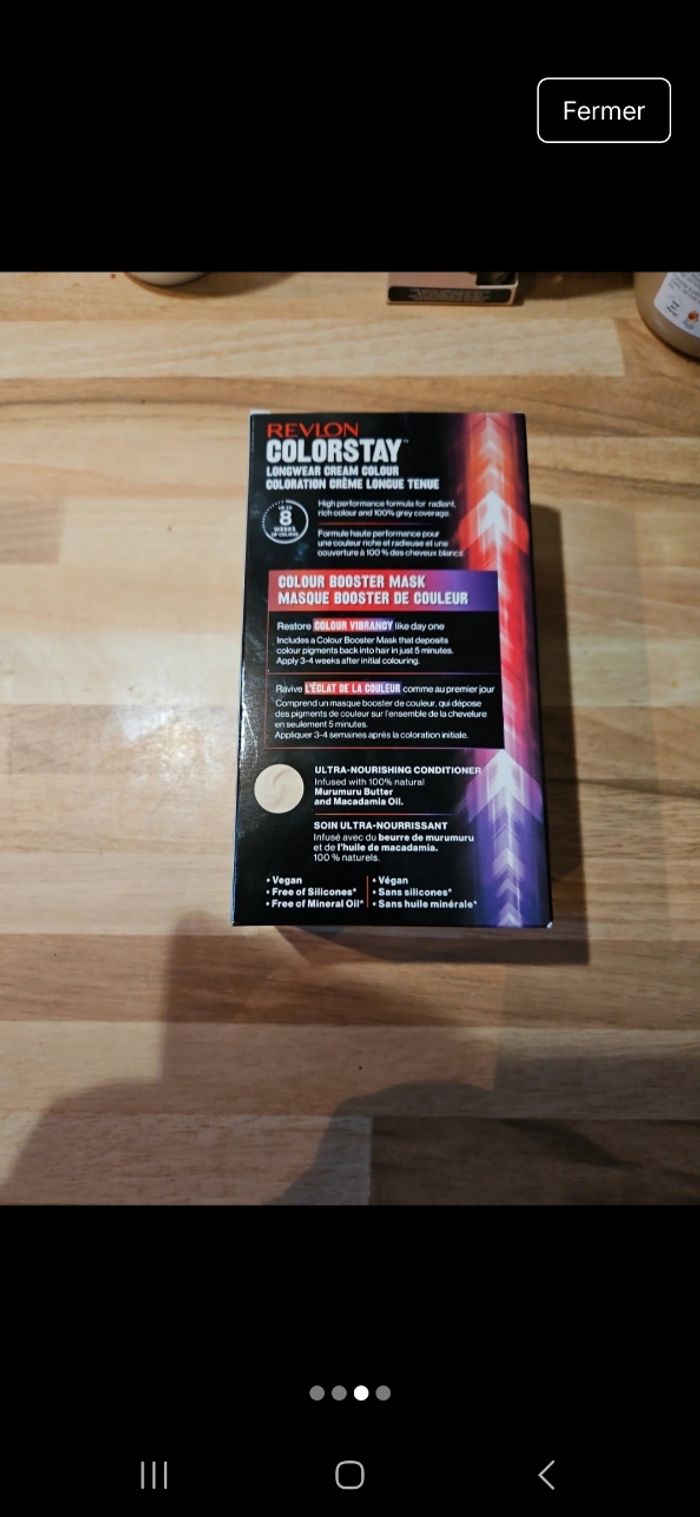 Fermer
REVLON
COLORSTAY™
LONGWEAR CREAM COLOUR
COLORATION CRÈME LONGUE TENUE
UP TO
8
WEEKS
OF COLOUR
High performance formula for radiant,
rich colour and 100% grey coverage.
Formule haute performance pour
une couleur riche et radieuse et une
couverture à 100 % des cheveux blancs.
COLOUR BOOSTER MASK
MASQUE BOOSTER DE COULEUR
Restore COLOUR VIBRANCY like day one
Includes a Colour Booster Mask that deposits
colour pigments back into hair in just 5 minutes.
Apply 3-4 weeks after initial colouring.
Ravive L'ÉCLAT DE LA COULEUR comme au premier jour
Comprend un masque booster de couleur, qui dépose
des pigments de couleur sur l'ensemble de la chevelure
en seulement 5 minutes.
Appliquer 3-4 semaines après la coloration initiale.
ULTRA-NOURISHING CONDITIONER
Infused with 100% natural
Murumuru Butter
and Macadamia Oil.
SOIN ULTRA-NOURRISSANT
Infusé avec du beurre de murumuru
et de l'huile de macadamia.
100 % naturels.
• Vegan
• Free of Silicones*
• Free of Mineral Oil*
• Végan
• Sans silicones*
• Sans huile minérale*